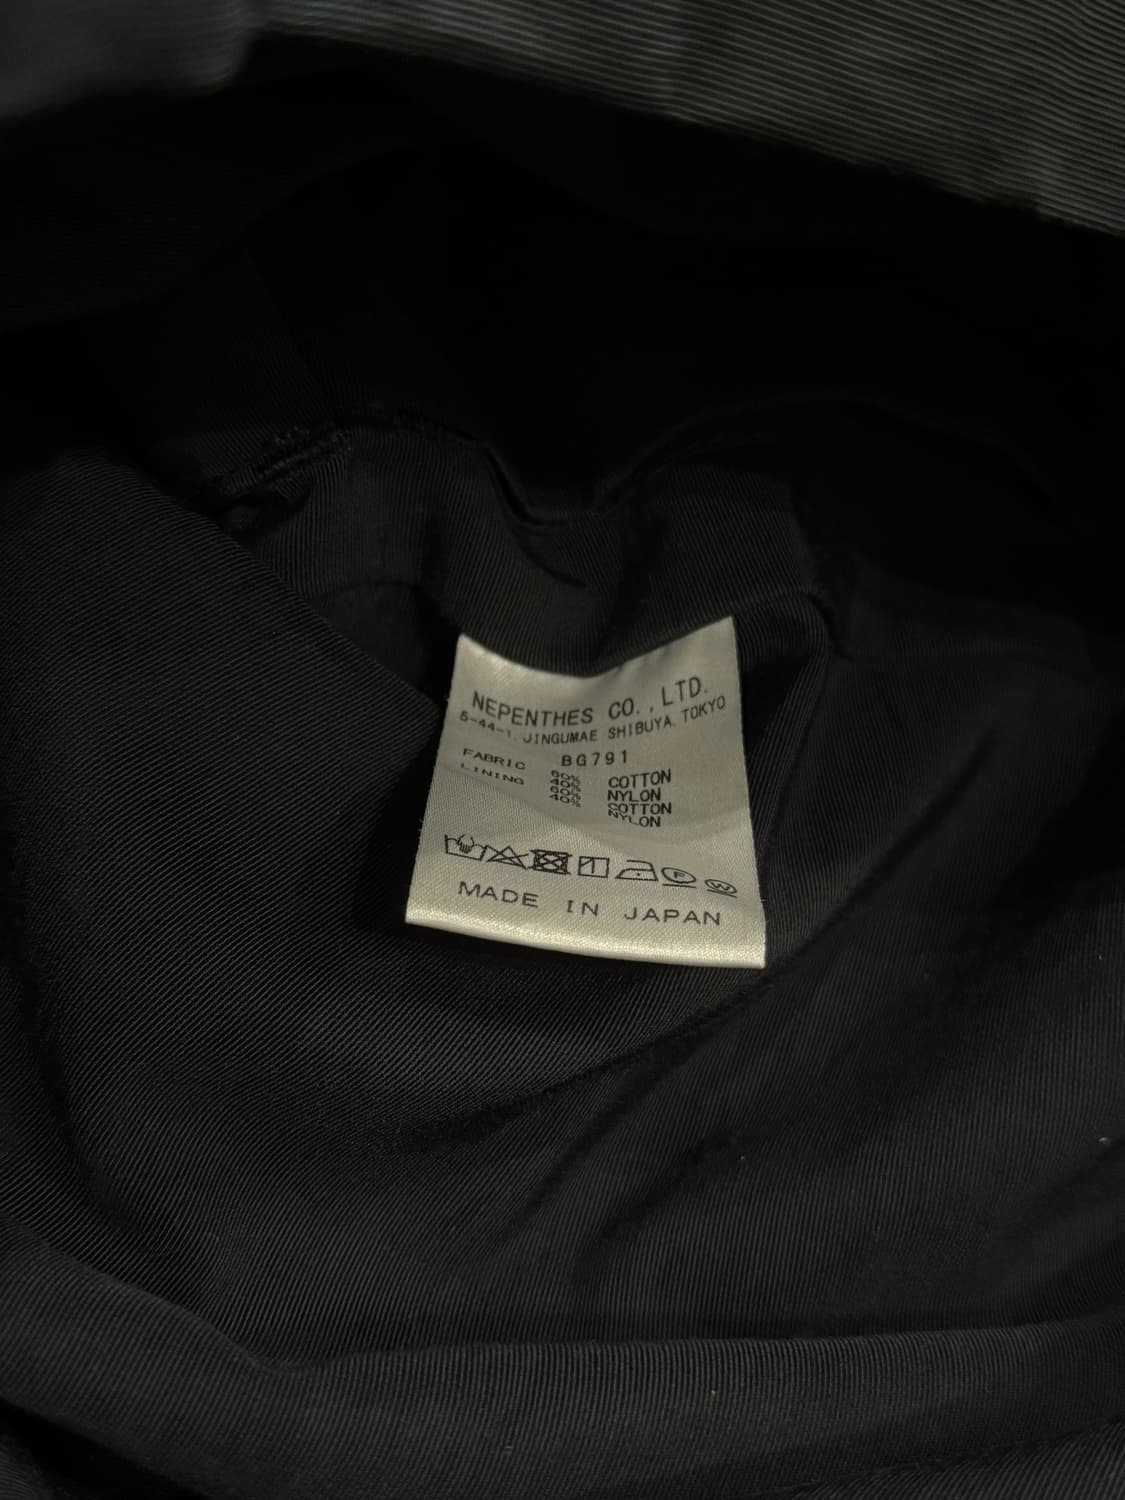 NEPENTHES CO.,LTD.
5-44-1, JINGUMAE SHIBUYA, TOKYO
BG791
FABRIC 60% COTTON
40% NYLON
LINING 60% COTTON
40% NYLON
F W
MADE IN JAPAN